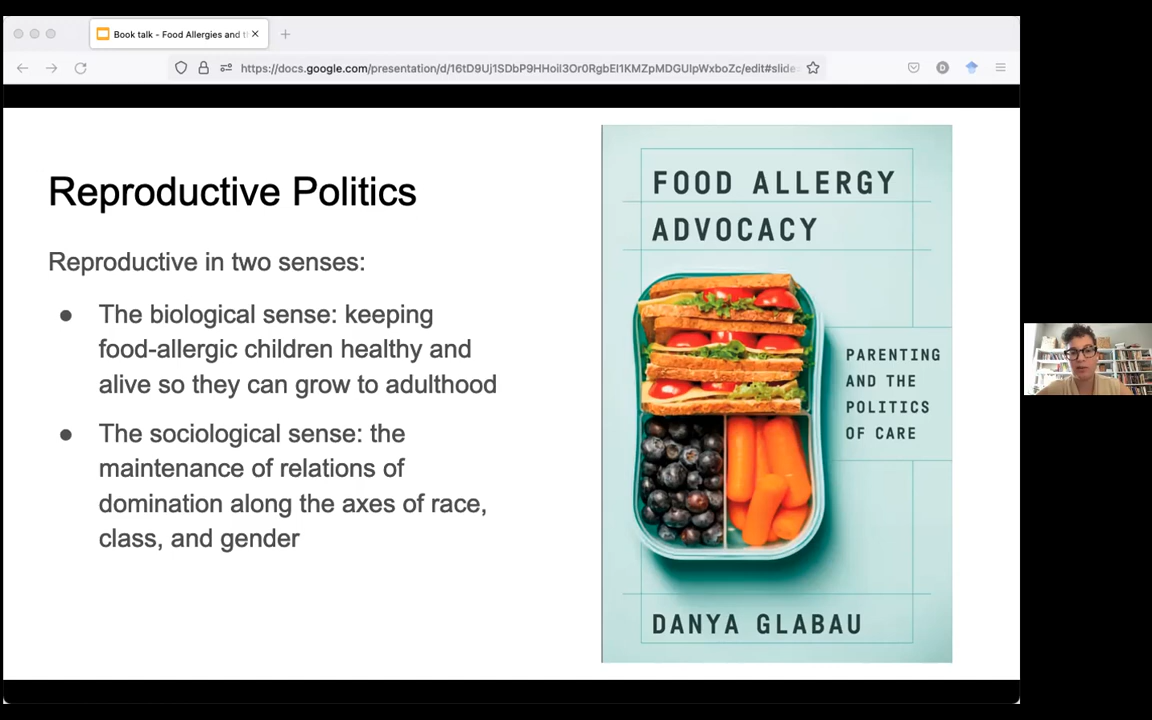 Book talk - Food Allergies and t
https://docs.google.com/presentation/d/16tD9Uj1SDbP9HHoil3Or0RgbEI1KMZpMDGUIpWxboZc/edit#slide
D
Reproductive Politics
Reproductive in two senses:
● The biological sense: keeping
food-allergic children healthy and
alive so they can grow to adulthood
● The sociological sense: the
maintenance of relations of
domination along the axes of race,
class, and gender
FOOD ALLERGY
ADVOCACY
PARENTING
AND THE
POLITICS
OF CARE
DANYA GLABAU